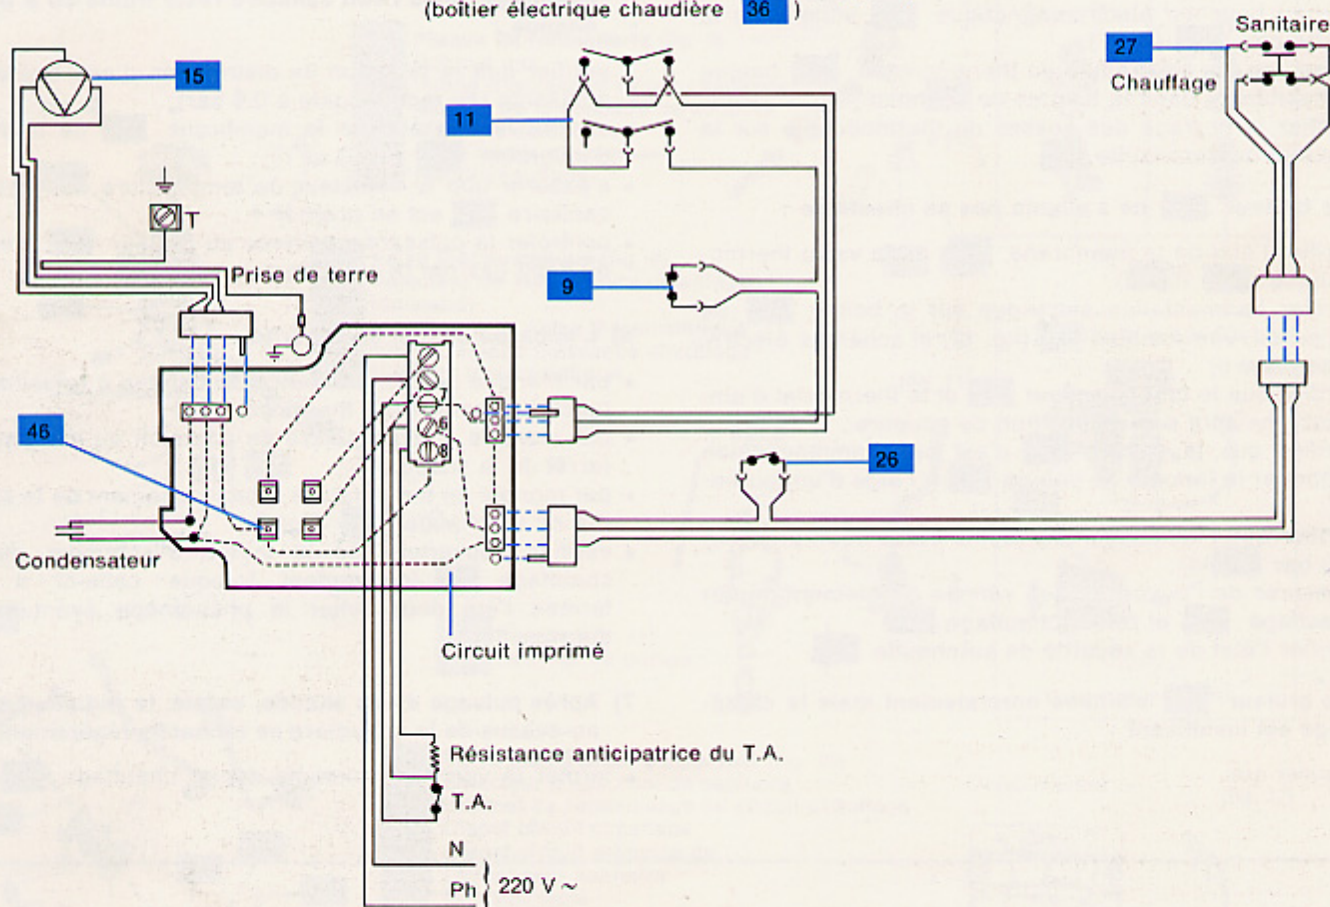 (boîtier électrique chaudière 36 )
Sanitaire
27
Chauffage
15
11
T
Prise de terre
9
7
6
8
46
26
Condensateur
Circuit imprimé
Résistance anticipatrice du T.A.
T.A.
N
Ph
220 V ~